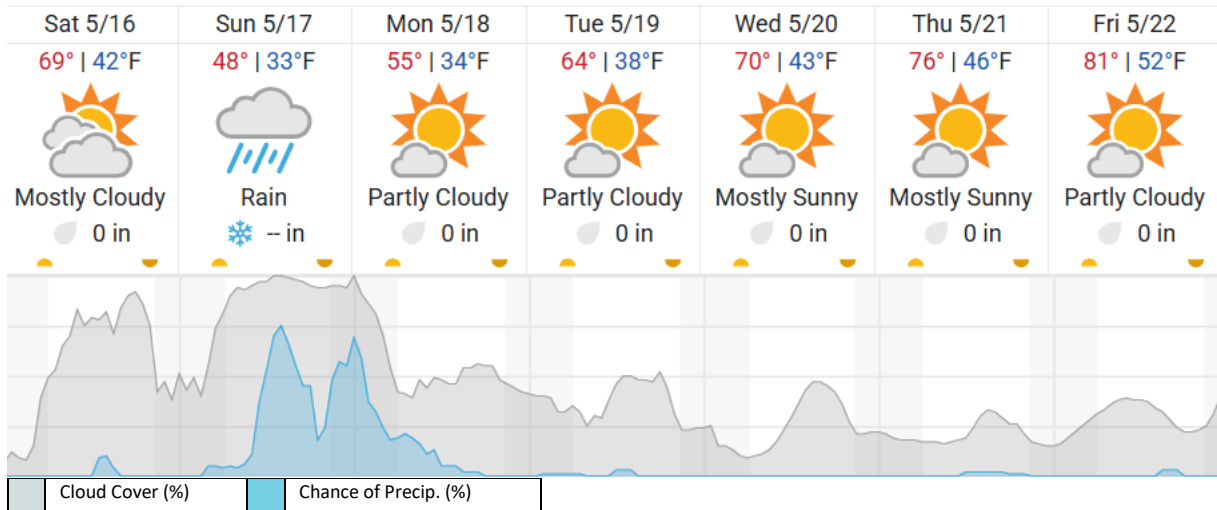 Sat 5/16 Sun 5/17 Mon 5/18 Tue 5/19 Wed 5/20 Thu 5/21 Fri 5/22
69° | 42°F 48° | 33°F 55° | 34°F 64° | 38°F 70° | 43°F 76° | 46°F 81° | 52°F
Mostly Cloudy Rain Partly Cloudy Partly Cloudy Mostly Sunny Mostly Sunny Partly Cloudy
0 in -- in 0 in 0 in 0 in 0 in 0 in
Cloud Cover (%) Chance of Precip. (%)